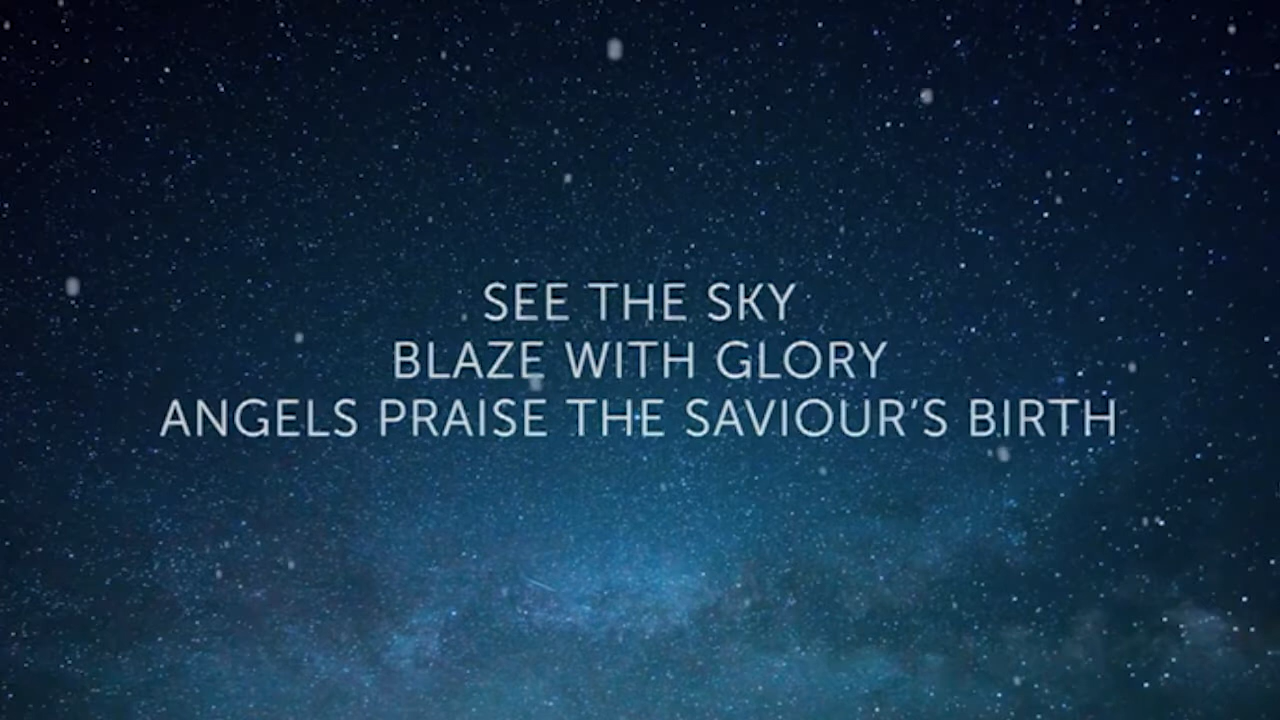 SEE THE SKY
BLAZE WITH GLORY
ANGELS PRAISE THE SAVIOUR'S BIRTH